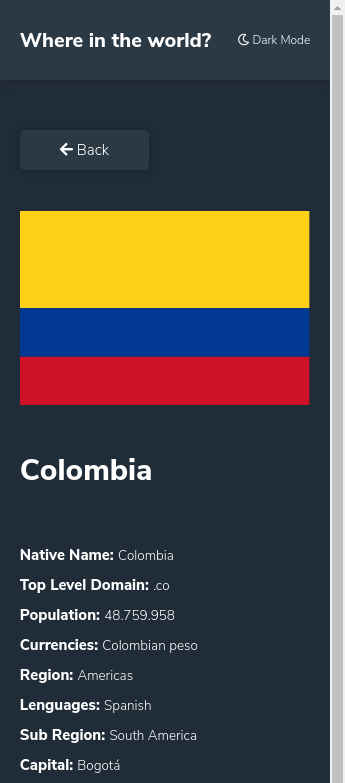 Where in the world?
Dark Mode
Back
Colombia
Native Name: Colombia
Top Level Domain: .co
Population: 48.759.958
Currencies: Colombian peso
Region: Americas
Lenguages: Spanish
Sub Region: South America
Capital: Bogotá